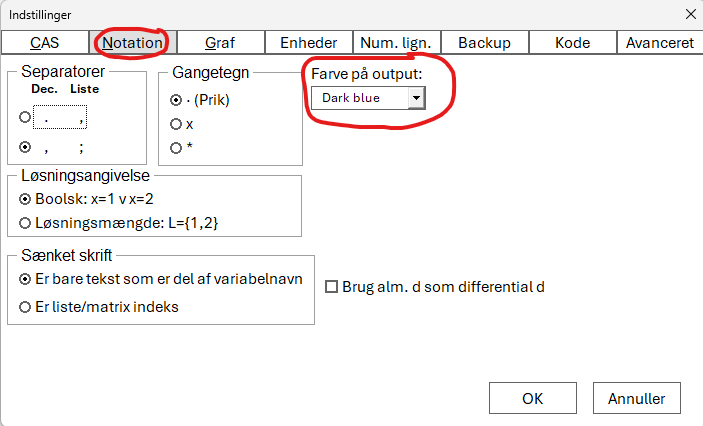 Indstillinger
CAS Notation Graf Enheder Num. lign. Backup Kode Avanceret
Separatorer
Dec. Liste
. ,
, ;
Gangetegn
· (Prik)
x
*
Farve på output:
Dark blue
Løsningsangivelse
Boolsk: x=1 v x=2
Løsningsmængde: L={1,2}
Sænket skrift
Er bare tekst som er del af variabelnavn
Er liste/matrix indeks
Brug alm. d som differential d
OK Annuller